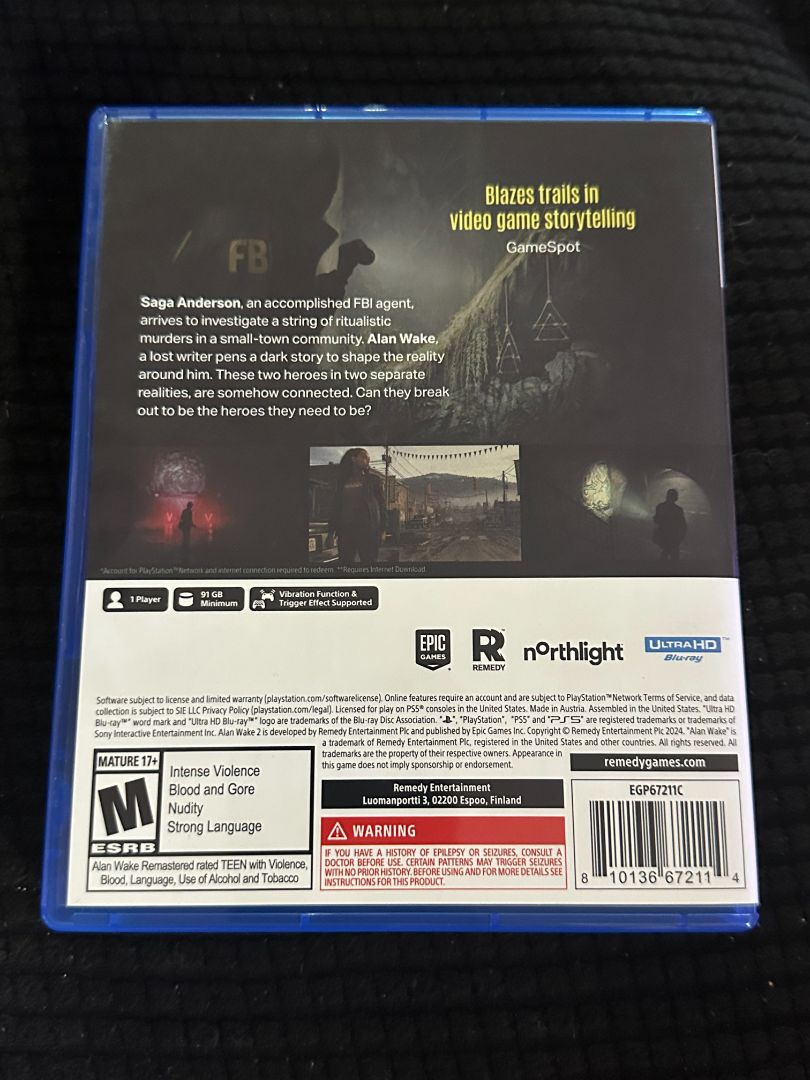 FB
Blazes trails in
video game storytelling
GameSpot
Saga Anderson, an accomplished FBI agent,
arrives to investigate a string of ritualistic
murders in a small-town community. Alan Wake,
a lost writer pens a dark story to shape the reality
around him. These two heroes in two separate
realities, are somehow connected. Can they break
out to be the heroes they need to be?
*Account for PlayStation™Network and internet connection required to redeem. **Requires Internet Download.
1 Player
91 GB
Minimum
Vibration Function &
Trigger Effect Supported
EPIC
GAMES
R
REMEDY
northlight
ULTRA HD™
Blu-ray
Software subject to license and limited warranty (playstation.com/softwarelicense). Online features require an account and are subject to PlayStation™Network Terms of Service, and data
collection is subject to SIE LLC Privacy Policy (playstation.com/legal). Licensed for play on PS5® consoles in the United States. Made in Austria. Assembled in the United States. "Ultra HD
Blu-ray™" word mark and "Ultra HD Blu-ray™" logo are trademarks of the Blu-ray Disc Association. "", "PlayStation", "PS5" and "PS5" are registered trademarks or trademarks of
Sony Interactive Entertainment Inc. Alan Wake 2 is developed by Remedy Entertainment Plc and published by Epic Games Inc. Copyright © Remedy Entertainment Plc 2024. "Alan Wake" is
a trademark of Remedy Entertainment Plc, registered in the United States and other countries. All rights reserved. All
trademarks are the property of their respective owners. Appearance in
this game does not imply sponsorship or endorsement.
remedygames.com
MATURE 17+
M
ESRB
Intense Violence
Blood and Gore
Nudity
Strong Language
Alan Wake Remastered rated TEEN with Violence,
Blood, Language, Use of Alcohol and Tobacco
Remedy Entertainment
Luomanportti 3, 02200 Espoo, Finland
WARNING
IF YOU HAVE A HISTORY OF EPILEPSY OR SEIZURES, CONSULT A
DOCTOR BEFORE USE. CERTAIN PATTERNS MAY TRIGGER SEIZURES
WITH NO PRIOR HISTORY. BEFORE USING AND FOR MORE DETAILS SEE
INSTRUCTIONS FOR THIS PRODUCT.
EGP67211C
8 10136 67211 4